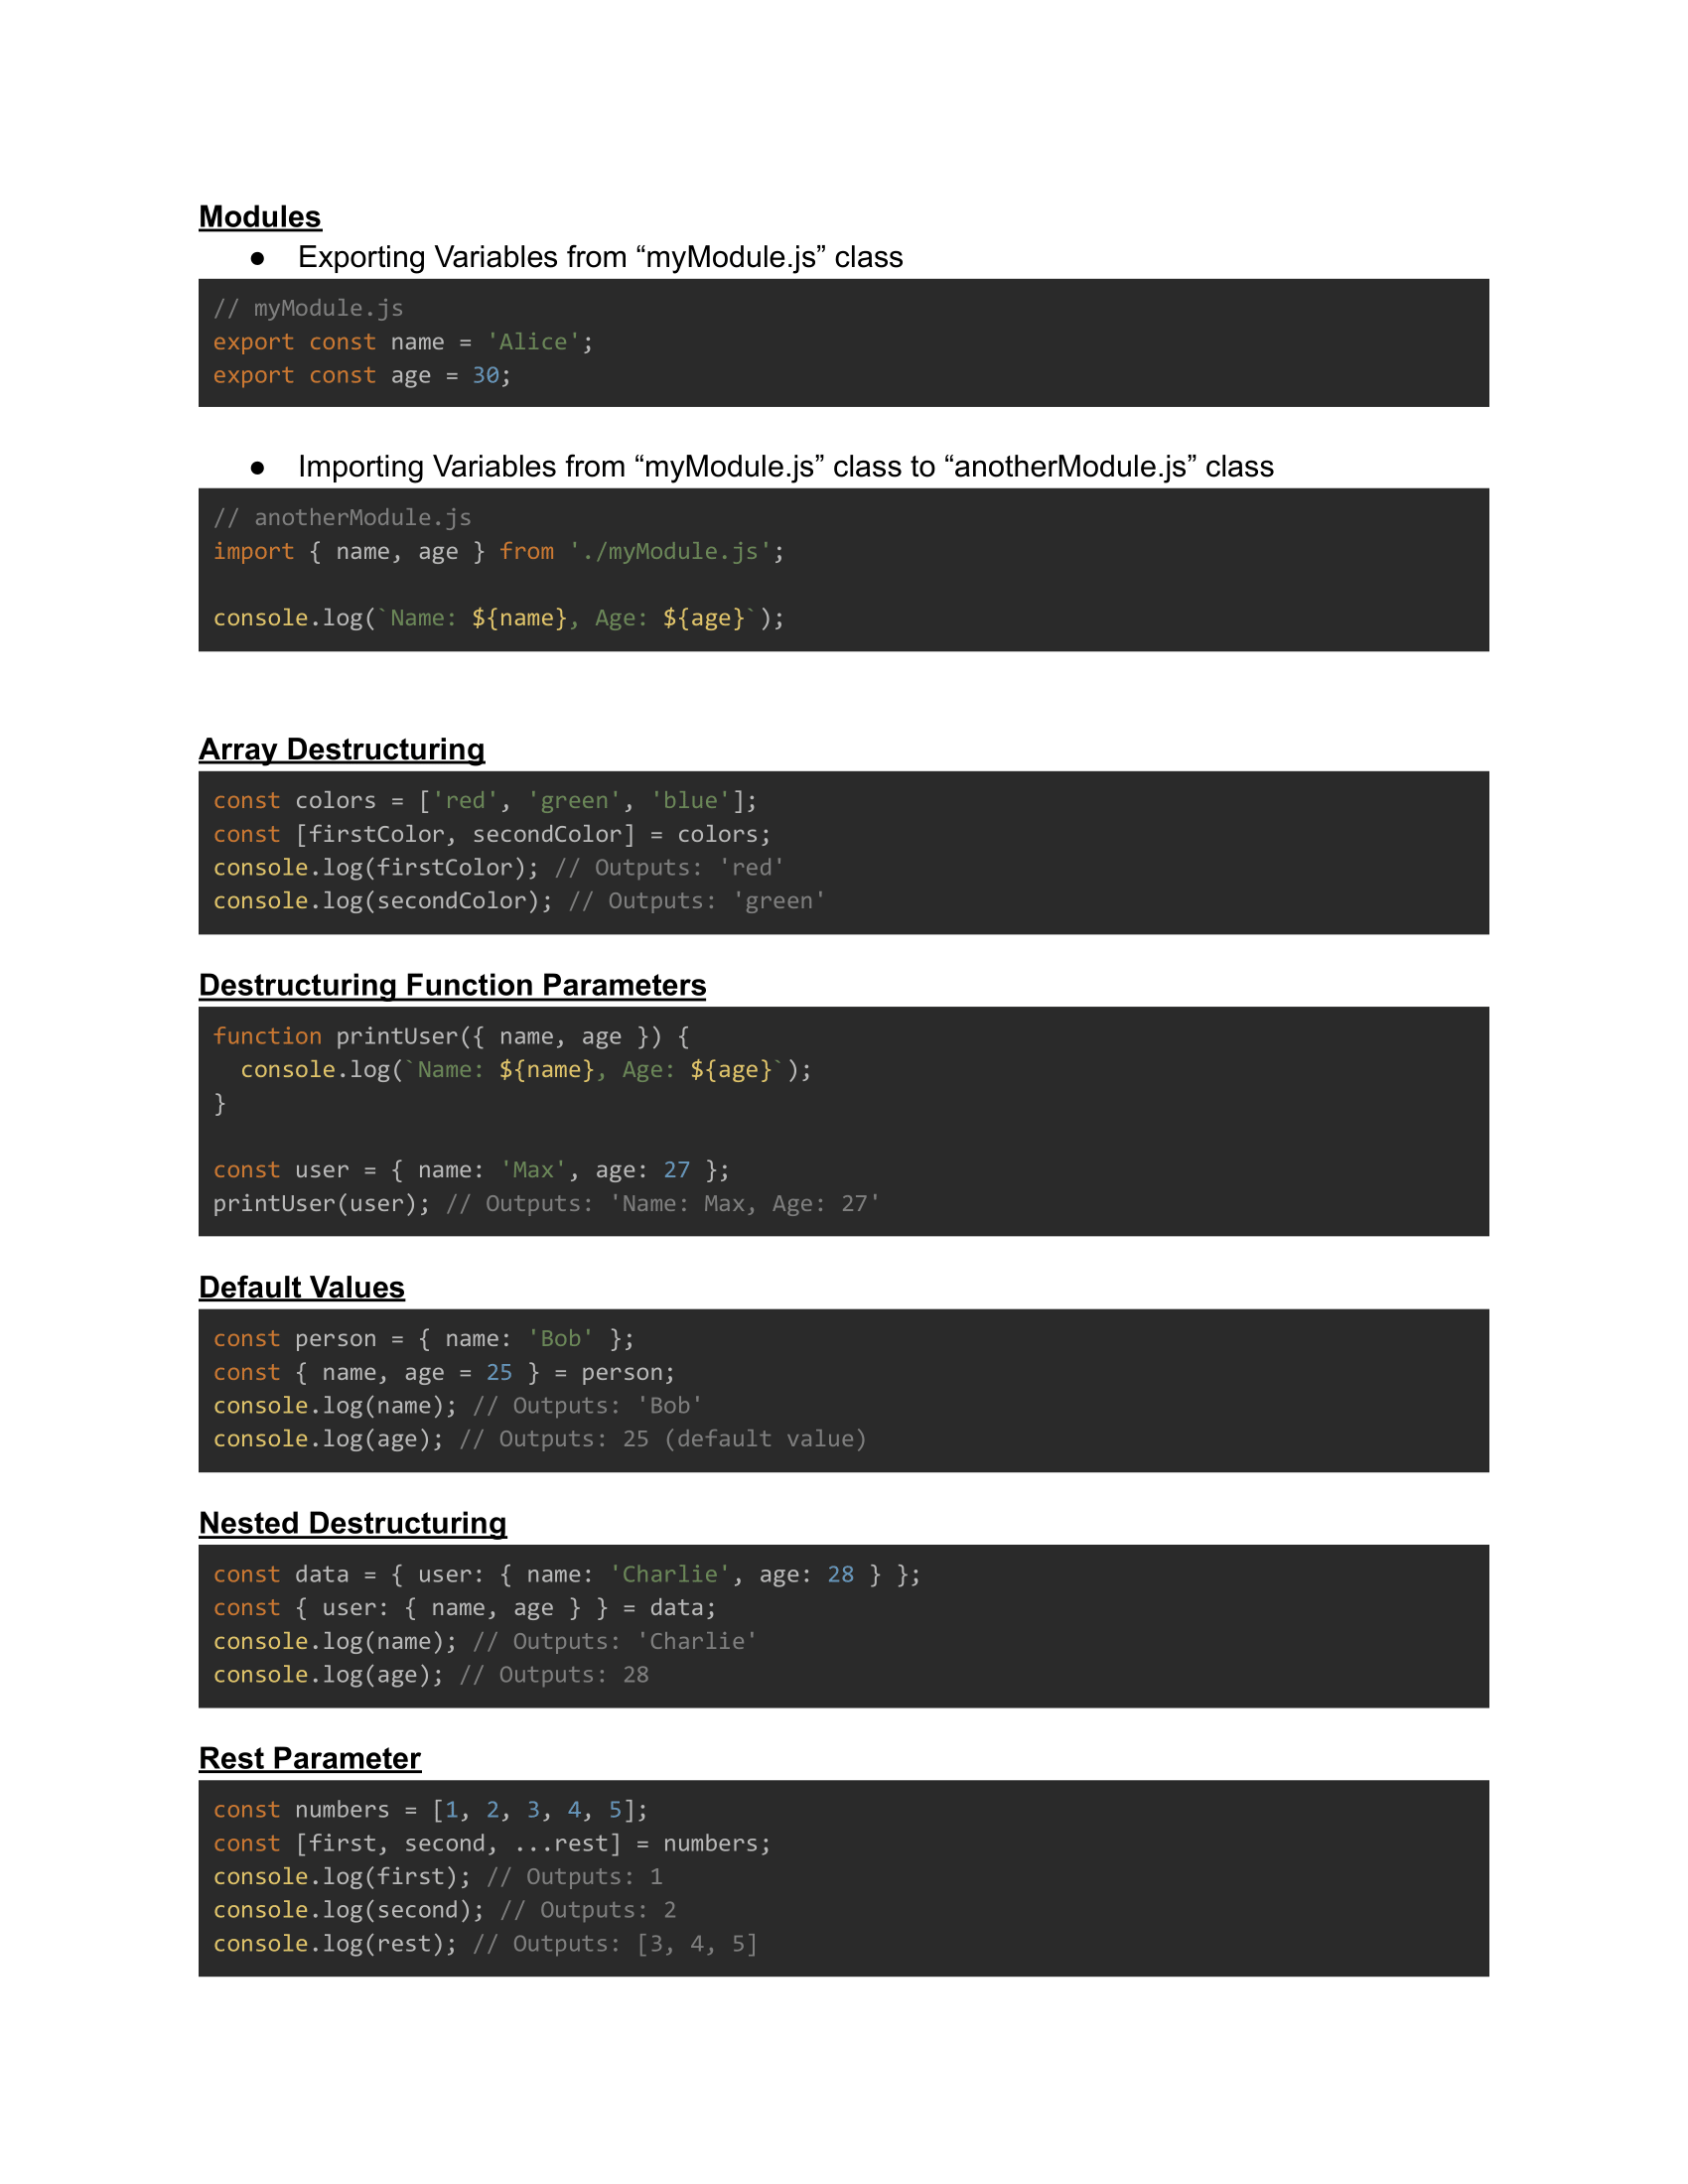 Modules
● Exporting Variables from “myModule.js” class
// myModule.js
export const name = 'Alice';
export const age = 30;
● Importing Variables from “myModule.js” class to “anotherModule.js” class
// anotherModule.js
import { name, age } from './myModule.js';
console.log(`Name: ${name}, Age: ${age}`);
Array Destructuring
const colors = ['red', 'green', 'blue'];
const [firstColor, secondColor] = colors;
console.log(firstColor); // Outputs: 'red'
console.log(secondColor); // Outputs: 'green'
Destructuring Function Parameters
function printUser({ name, age }) {
  console.log(`Name: ${name}, Age: ${age}`);
}
const user = { name: 'Max', age: 27 };
printUser(user); // Outputs: 'Name: Max, Age: 27'
Default Values
const person = { name: 'Bob' };
const { name, age = 25 } = person;
console.log(name); // Outputs: 'Bob'
console.log(age); // Outputs: 25 (default value)
Nested Destructuring
const data = { user: { name: 'Charlie', age: 28 } };
const { user: { name, age } } = data;
console.log(name); // Outputs: 'Charlie'
console.log(age); // Outputs: 28
Rest Parameter
const numbers = [1, 2, 3, 4, 5];
const [first, second, ...rest] = numbers;
console.log(first); // Outputs: 1
console.log(second); // Outputs: 2
console.log(rest); // Outputs: [3, 4, 5]